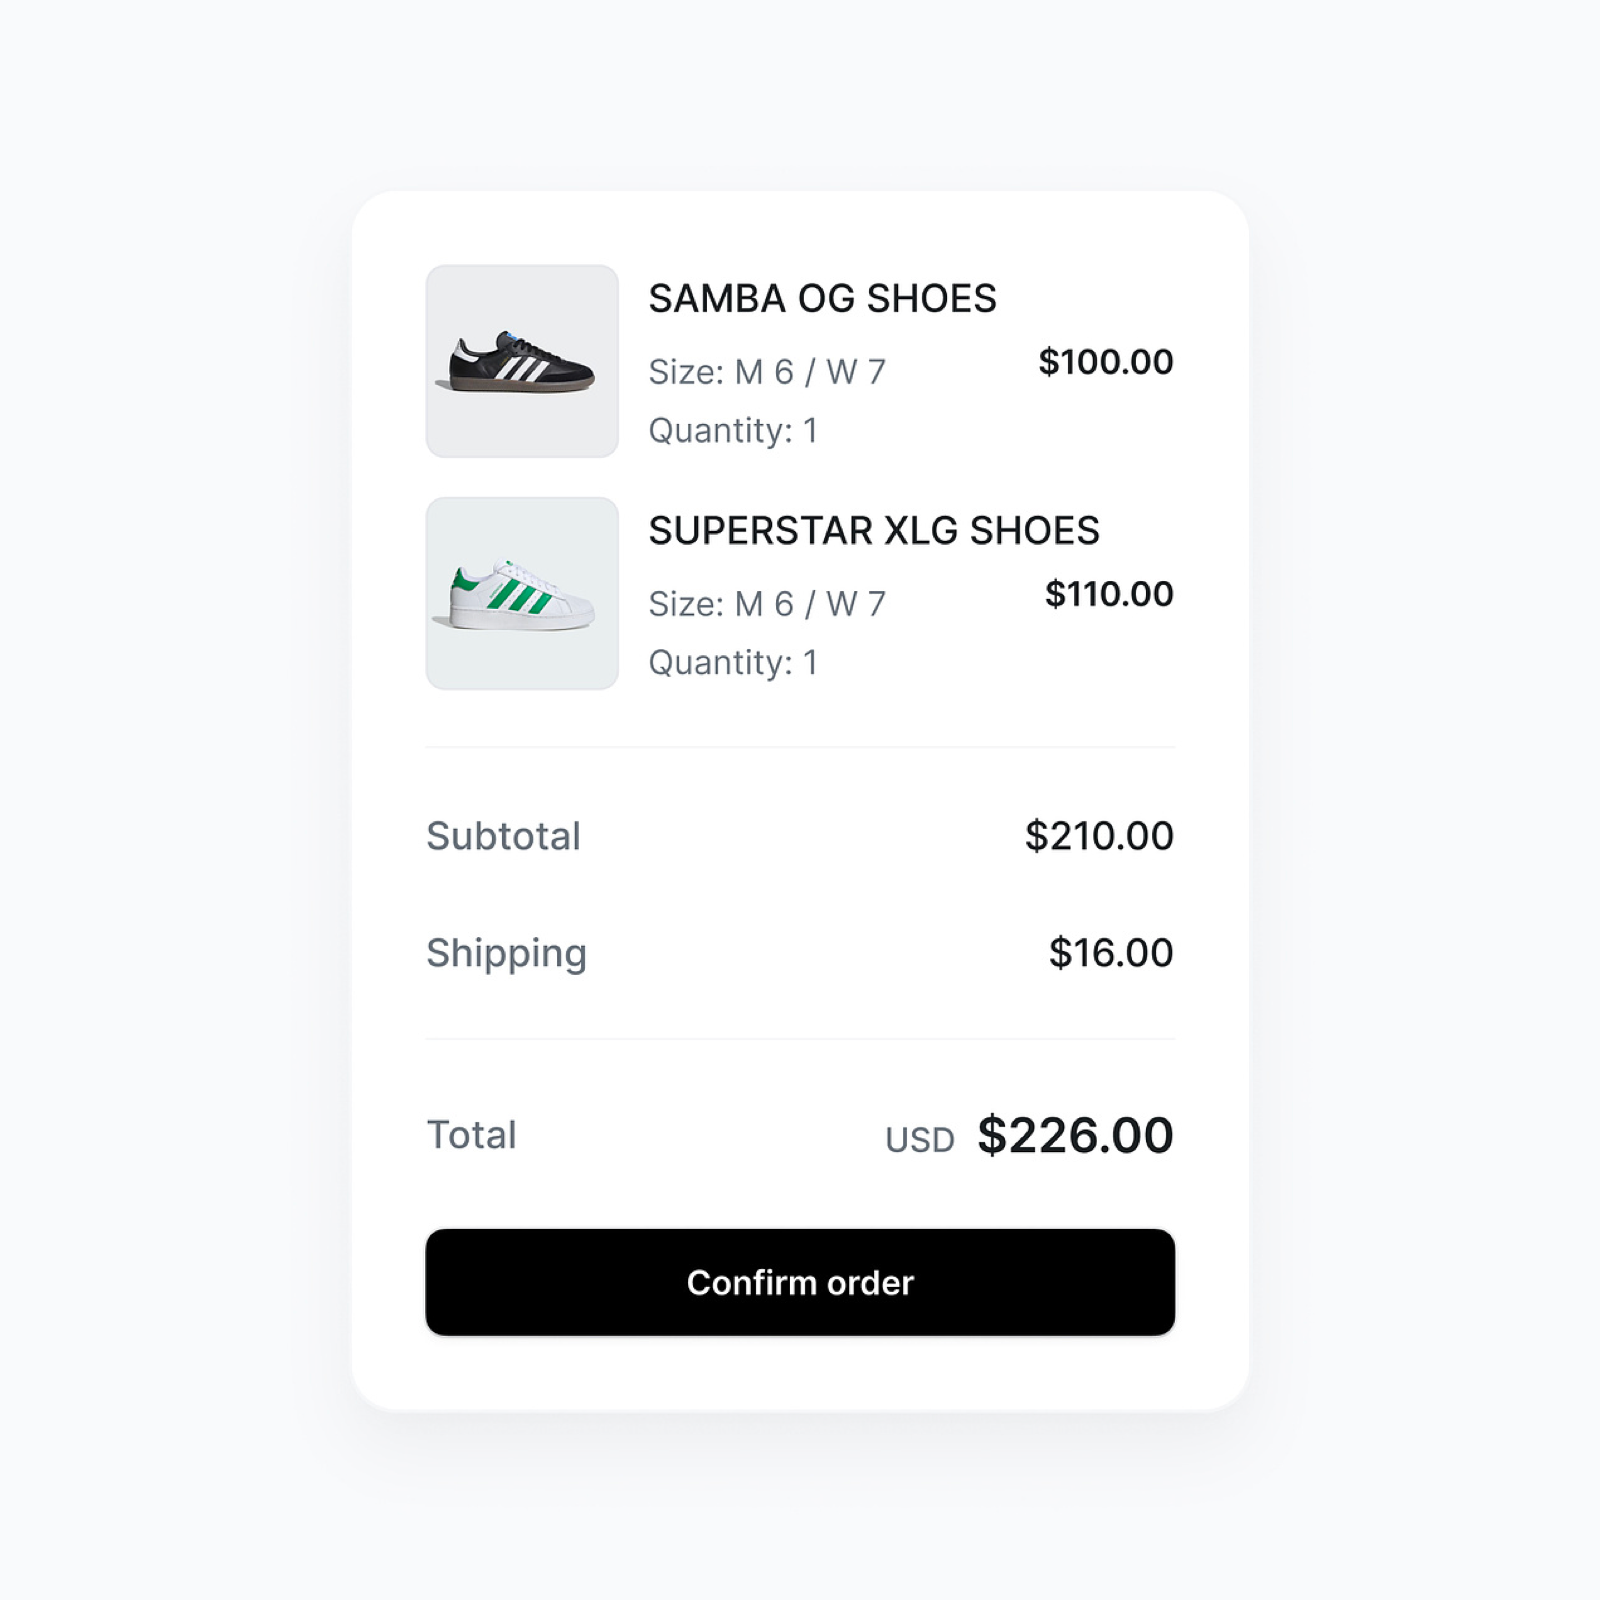 SAMBA OG SHOES
Size: M 6 / W 7
$100.00
Quantity: 1
SUPERSTAR XLG SHOES
Size: M 6 / W 7
$110.00
Quantity: 1
Subtotal $210.00
Shipping $16.00
Total USD $226.00
Confirm order